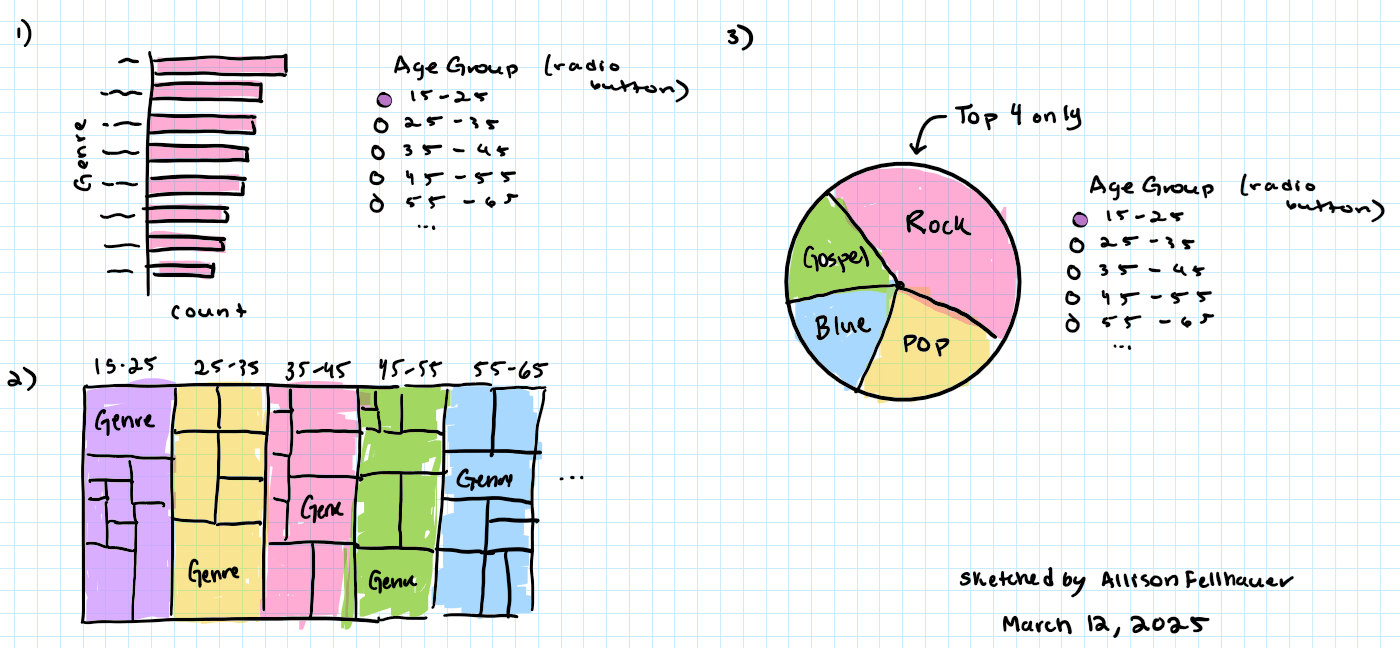 1)
Genre
count
Age Group (radio button)
15-25
25-35
35-45
45-55
55-65
...
2)
15-25 25-35 35-45 45-55 55-65
Genre
Genre
Genre
Genre
Genre
...
3)
Top 4 only
Rock
Gospel
Blue
POP
Age Group (radio button)
15-25
25-35
35-45
45-55
55-65
...
Sketched by Allison Fellhauer
March 12, 2025